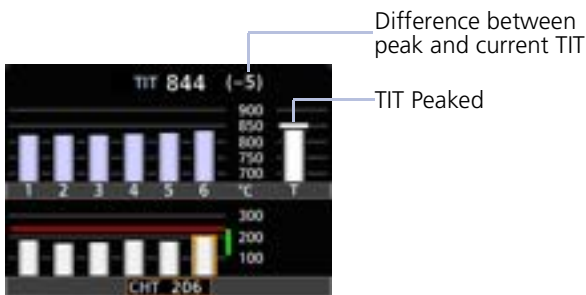 Difference between
peak and current TIT
TIT 844 (-5)
TIT Peaked
900
850
800
750
700
1 2 3 4 5 6 °C T
300
200
100
CHT 206